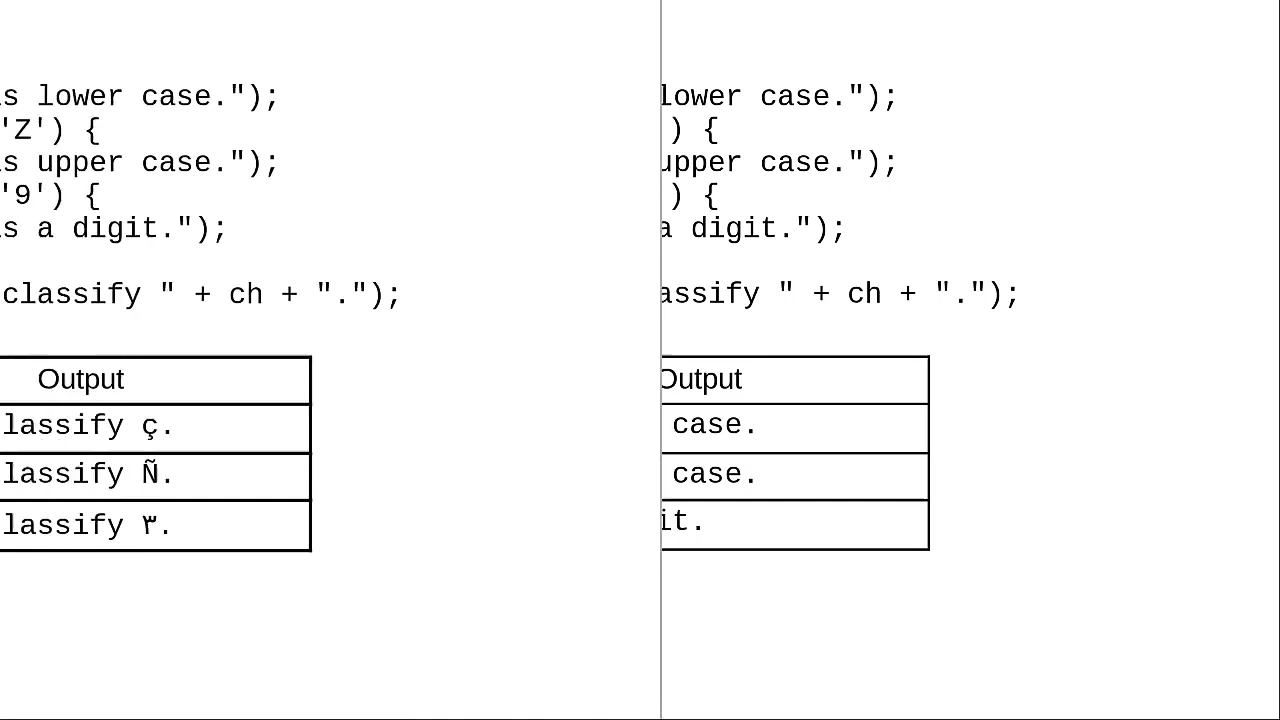 s lower case.");
'Z') {
s upper case.");
'9') {
s a digit.");
classify " + ch + ".");
Output
lassify ç.
lassify Ñ.
lassify ٣.
lower case.");
) {
upper case.");
) {
a digit.");
assify " + ch + ".");
Output
case.
case.
it.